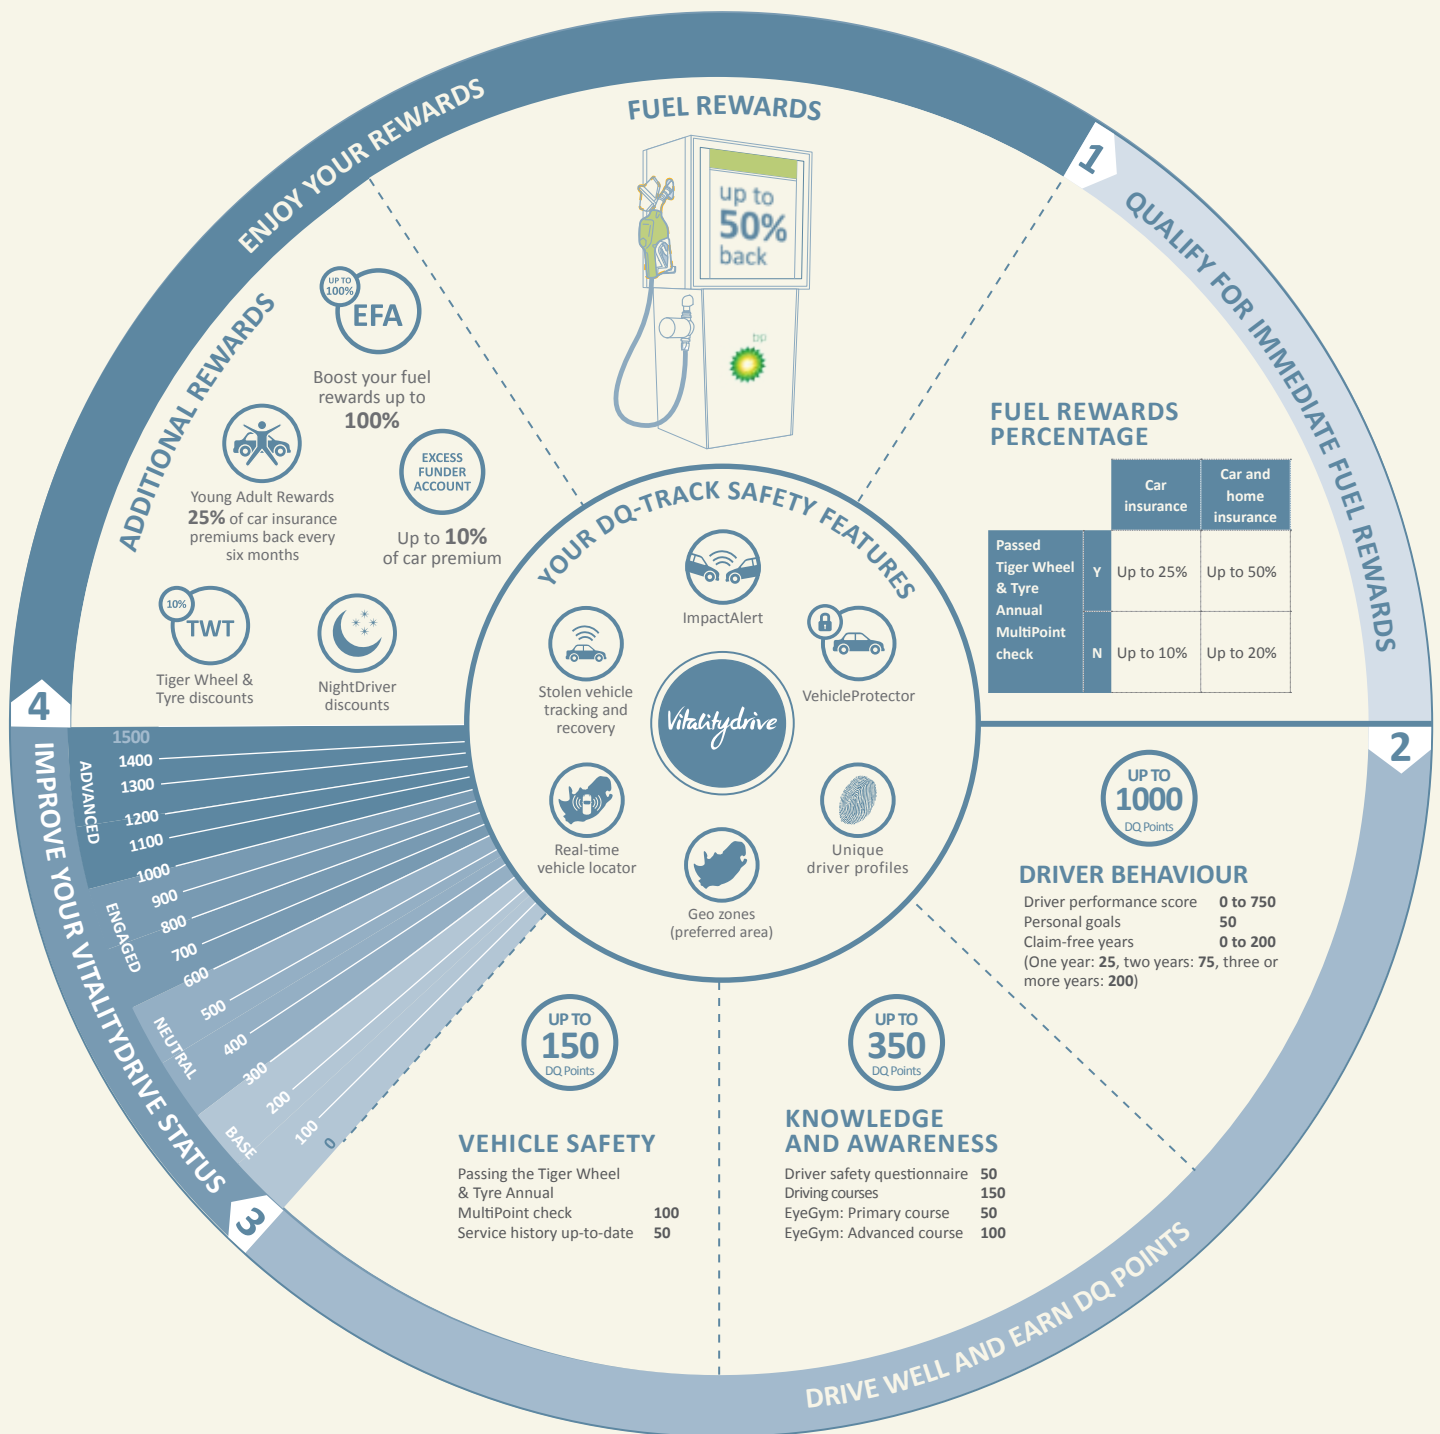 ENJOY YOUR REWARDS
FUEL REWARDS
up to
50%
back
bp
ADDITIONAL REWARDS
UP TO
100%
EFA
Boost your fuel
rewards up to
100%
Young Adult Rewards
25% of car insurance
premiums back every
six months
EXCESS
FUNDER
ACCOUNT
Up to 10%
of car premium
10%
TWT
Tiger Wheel &
Tyre discounts
NightDriver
discounts
1
QUALIFY FOR IMMEDIATE FUEL REWARDS
FUEL REWARDS
PERCENTAGE
Car
insurance
Car and
home
insurance
Passed
Tiger Wheel
& Tyre
Annual
MultiPoint
check
Y
Up to 25%
Up to 50%
N
Up to 10%
Up to 20%
YOUR DQ-TRACK SAFETY FEATURES
ImpactAlert
Stolen vehicle
tracking and
recovery
VehicleProtector
Vitalitydrive
Real-time
vehicle locator
Unique
driver profiles
Geo zones
(preferred area)
2
DRIVE WELL AND EARN DQ POINTS
UP TO
1000
DQ Points
DRIVER BEHAVIOUR
Driver performance score 0 to 750
Personal goals 50
Claim-free years 0 to 200
(One year: 25, two years: 75, three or
more years: 200)
UP TO
350
DQ Points
KNOWLEDGE
AND AWARENESS
Driver safety questionnaire 50
Driving courses 150
EyeGym: Primary course 50
EyeGym: Advanced course 100
UP TO
150
DQ Points
VEHICLE SAFETY
Passing the Tiger Wheel
& Tyre Annual
MultiPoint check 100
Service history up-to-date 50
3
IMPROVE YOUR VITALITYDRIVE STATUS
4
ADVANCED
1500
1400
1300
1200
1100
1000
ENGAGED
900
800
700
600
NEUTRAL
500
400
300
BASE
200
100
0